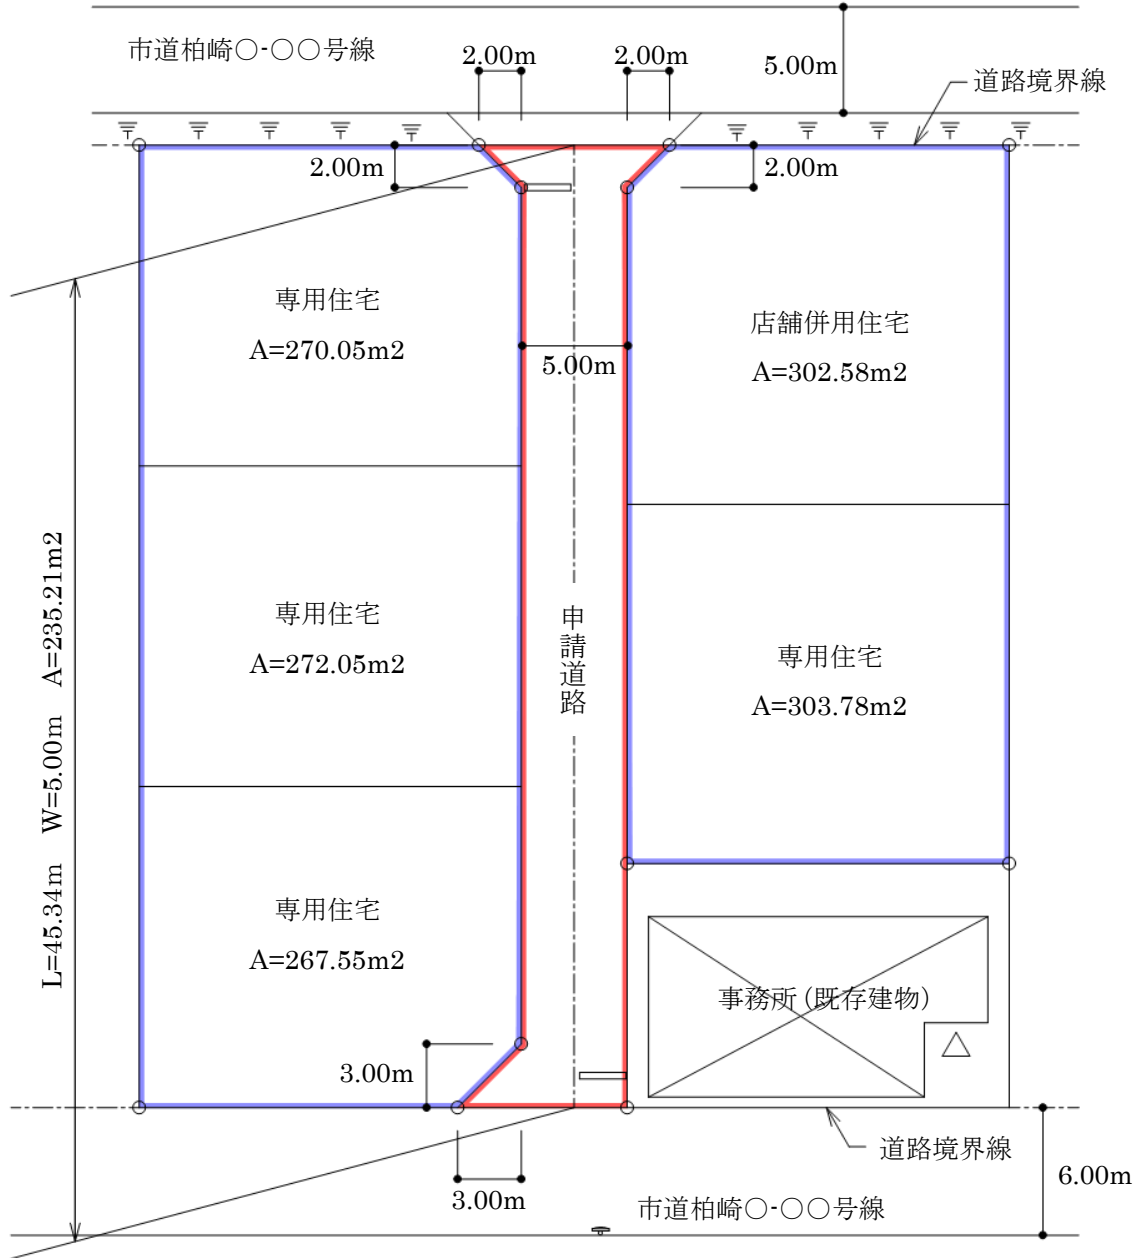 市道柏崎○-○○号線
2.00m
2.00m
5.00m
道路境界線
2.00m
2.00m
専用住宅
A=270.05m2
店舗併用住宅
A=302.58m2
5.00m
専用住宅
A=272.05m2
申請道路
専用住宅
A=303.78m2
L=45.34m W=5.00m A=235.21m2
専用住宅
A=267.55m2
事務所(既存建物)
3.00m
3.00m
道路境界線
6.00m
市道柏崎○-○○号線